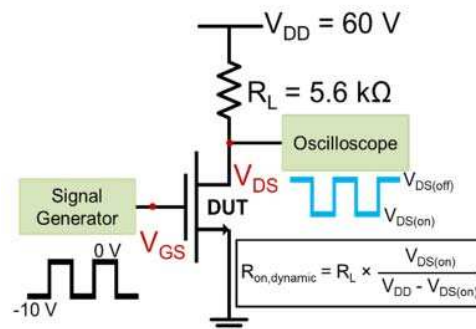 V_DD = 60 V
R_L = 5.6 kΩ
Oscilloscope
V_DS
V_DS(off)
V_DS(on)
Signal
Generator
DUT
V_GS
0 V
-10 V
R_on,dynamic = R_L × V_DS(on) / (V_DD - V_DS(on))